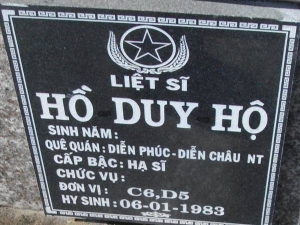 LIỆT SĨ
HỒ DUY HỘ
SINH NĂM :
QUÊ QUÁN : DIỄN PHÚC - DIỄN CHÂU NT
CẤP BẬC : HẠ SĨ
CHỨC VỤ :
ĐƠN VỊ : C6,D5
HY SINH : 06-01-1983